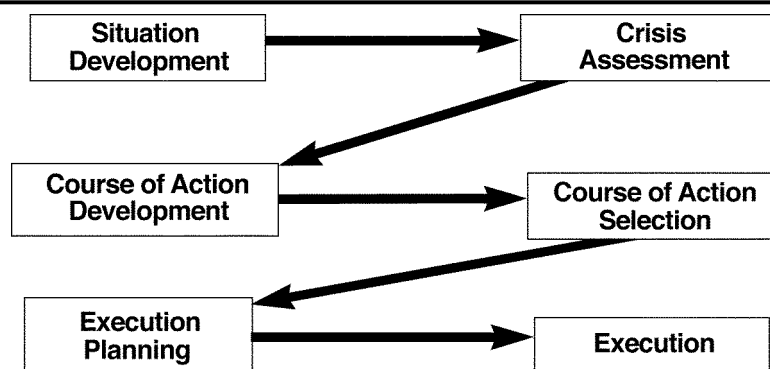 Situation
Development
Crisis
Assessment
Course of Action
Development
Course of Action
Selection
Execution
Planning
Execution